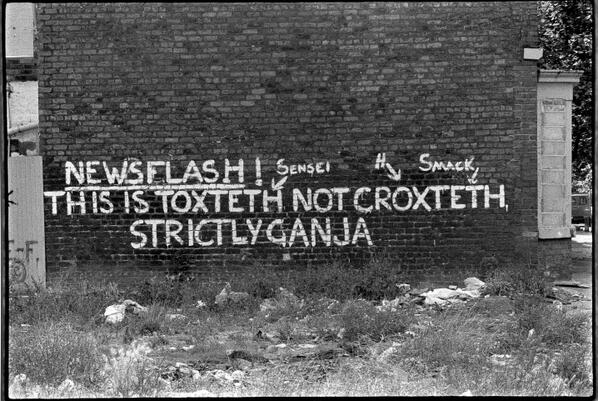 NEWSFLASH! SENSEI H SMACK
THIS IS TOXTETH NOT CROXTETH,
STRICTLY GANJA